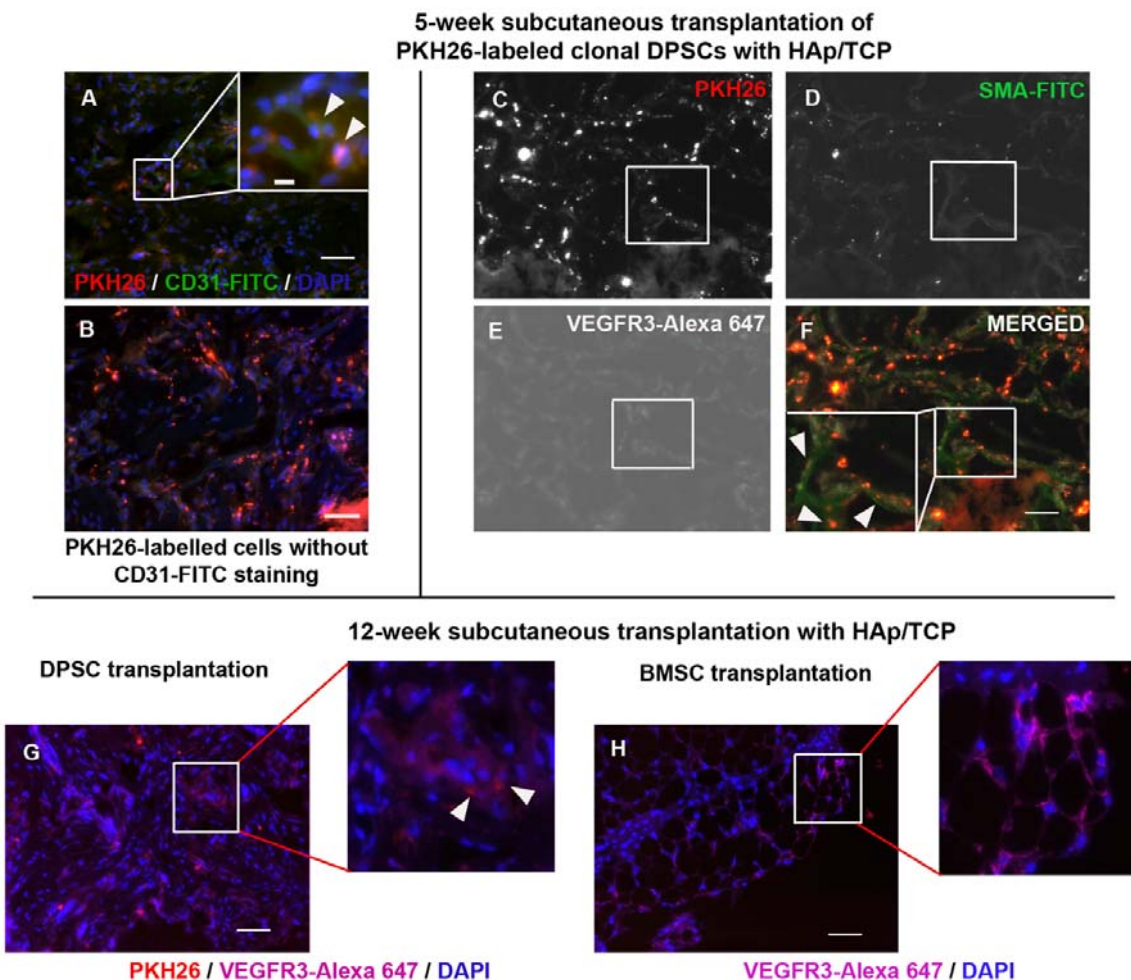 5-week subcutaneous transplantation of
PKH26-labeled clonal DPSCs with HAp/TCP
A
PKH26 / CD31-FITC / DAPI
B
PKH26-labelled cells without
CD31-FITC staining
C
PKH26
D
SMA-FITC
E
VEGFR3-Alexa 647
F
MERGED
12-week subcutaneous transplantation with HAp/TCP
DPSC transplantation
G
PKH26 / VEGFR3-Alexa 647 / DAPI
BMSC transplantation
H
VEGFR3-Alexa 647 / DAPI